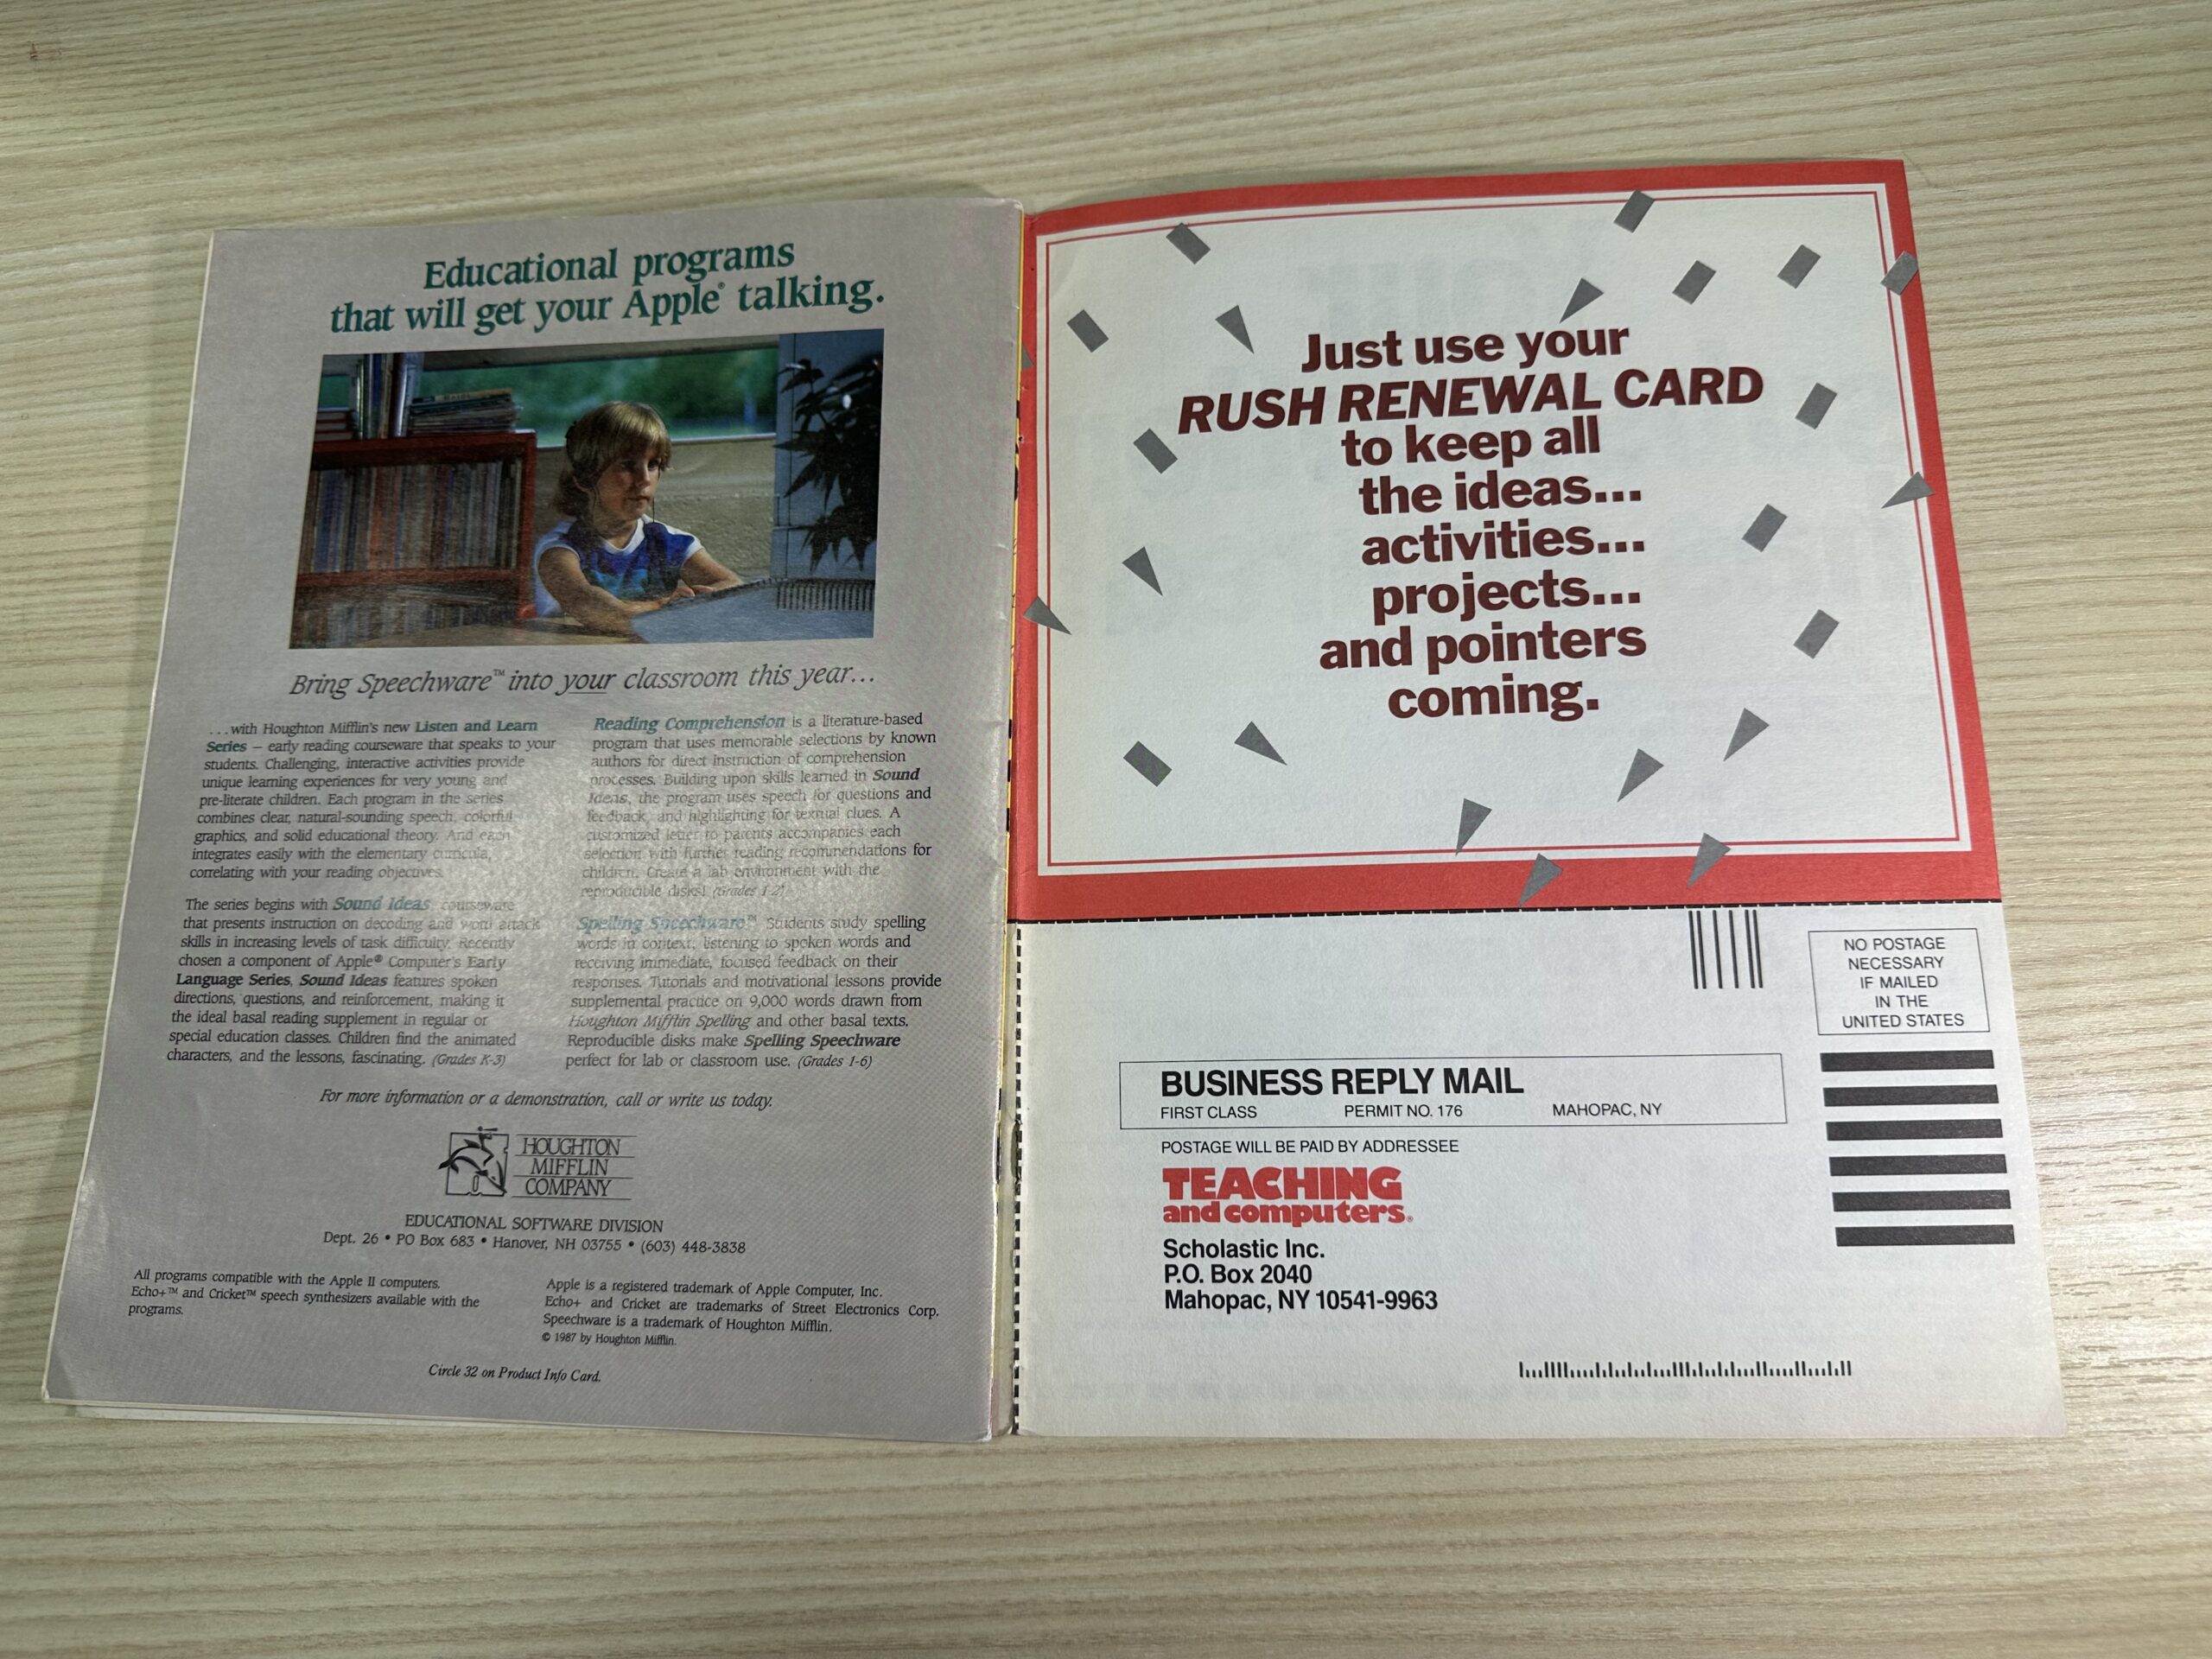 Educational programs
that will get your Apple® talking.
Bring Speechware™ into your classroom this year...
...with Houghton Mifflin's new Listen and Learn
Series – early reading courseware that speaks to your
students. Challenging, interactive activities provide
unique learning experiences for very young and
pre-literate children. Each program in the series
combines clear, natural-sounding speech, colorful
graphics, and solid educational theory. And each
integrates easily with the elementary curricula,
correlating with your reading objectives.
The series begins with Sound Ideas, courseware
that presents instruction on decoding and word attack
skills in increasing levels of task difficulty. Recently
chosen a component of Apple® Computer's Early
Language Series, Sound Ideas features spoken
directions, questions, and reinforcement, making it
the ideal basal reading supplement in regular or
special education classes. Children find the animated
characters, and the lessons, fascinating. (Grades K-3)
Reading Comprehension is a literature-based
program that uses memorable selections by known
authors for direct instruction of comprehension
processes. Building upon skills learned in Sound
Ideas, the program uses speech for questions and
feedback, and highlighting for textual clues. A
customized letter to parents accompanies each
selection with further reading recommendations for
children. Create a lab environment with the
reproducible disks! (Grades 1-2)
Spelling Speechware™. Students study spelling
words in context, listening to spoken words and
receiving immediate, focused feedback on their
responses. Tutorials and motivational lessons provide
supplemental practice on 9,000 words drawn from
Houghton Mifflin Spelling and other basal texts.
Reproducible disks make Spelling Speechware
perfect for lab or classroom use. (Grades 1-6)
For more information or a demonstration, call or write us today.
HOUGHTON
MIFFLIN
COMPANY
EDUCATIONAL SOFTWARE DIVISION
Dept. 26 • PO Box 683 • Hanover, NH 03755 • (603) 448-3838
All programs compatible with the Apple II computers.
Echo+™ and Cricket™ speech synthesizers available with the
programs.
Apple is a registered trademark of Apple Computer, Inc.
Echo+ and Cricket are trademarks of Street Electronics Corp.
Speechware is a trademark of Houghton Mifflin.
© 1987 by Houghton Mifflin.
Circle 32 on Product Info Card.
Just use your
RUSH RENEWAL CARD
to keep all
the ideas...
activities...
projects...
and pointers
coming.
NO POSTAGE
NECESSARY
IF MAILED
IN THE
UNITED STATES
BUSINESS REPLY MAIL
FIRST CLASS PERMIT NO. 176 MAHOPAC, NY
POSTAGE WILL BE PAID BY ADDRESSEE
TEACHING
and computers®
Scholastic Inc.
P.O. Box 2040
Mahopac, NY 10541-9963